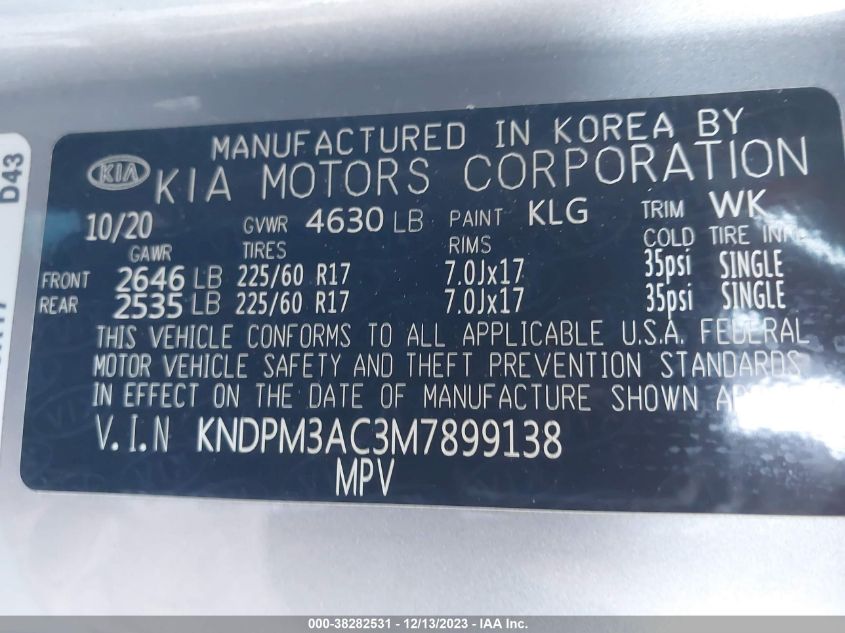 MANUFACTURED IN KOREA BY
KIA KIA MOTORS CORPORATION
10/20 GVWR 4630 LB PAINT KLG TRIM WK
GAWR TIRES RIMS COLD TIRE
FRONT 2646 LB 225/60 R17 7.0Jx17 35psi SINGLE
REAR 2535 LB 225/60 R17 7.0Jx17 35psi SINGLE
THIS VEHICLE CONFORMS TO ALL APPLICABLE U.S.A. FEDERAL
MOTOR VEHICLE SAFETY AND THEFT PREVENTION STANDARDS
IN EFFECT ON THE DATE OF MANUFACTURE SHOWN
V.I.N KNDPM3AC3M7899138
MPV
D43
000-38282531 - 12/13/2023 - IAA Inc.